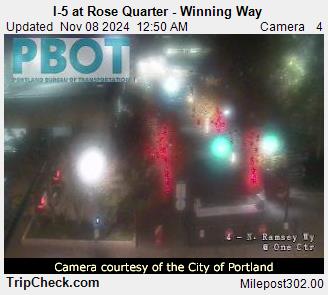 I-5 at Rose Quarter - Winning Way
Updated Nov 08 2024 12:50 AM Camera 4
PBOT
PORTLAND BUREAU OF TRANSPORTATION
4 - N. Ramsey Wy
@ One Ctr
Camera courtesy of the City of Portland
TripCheck.com Milepost302.00